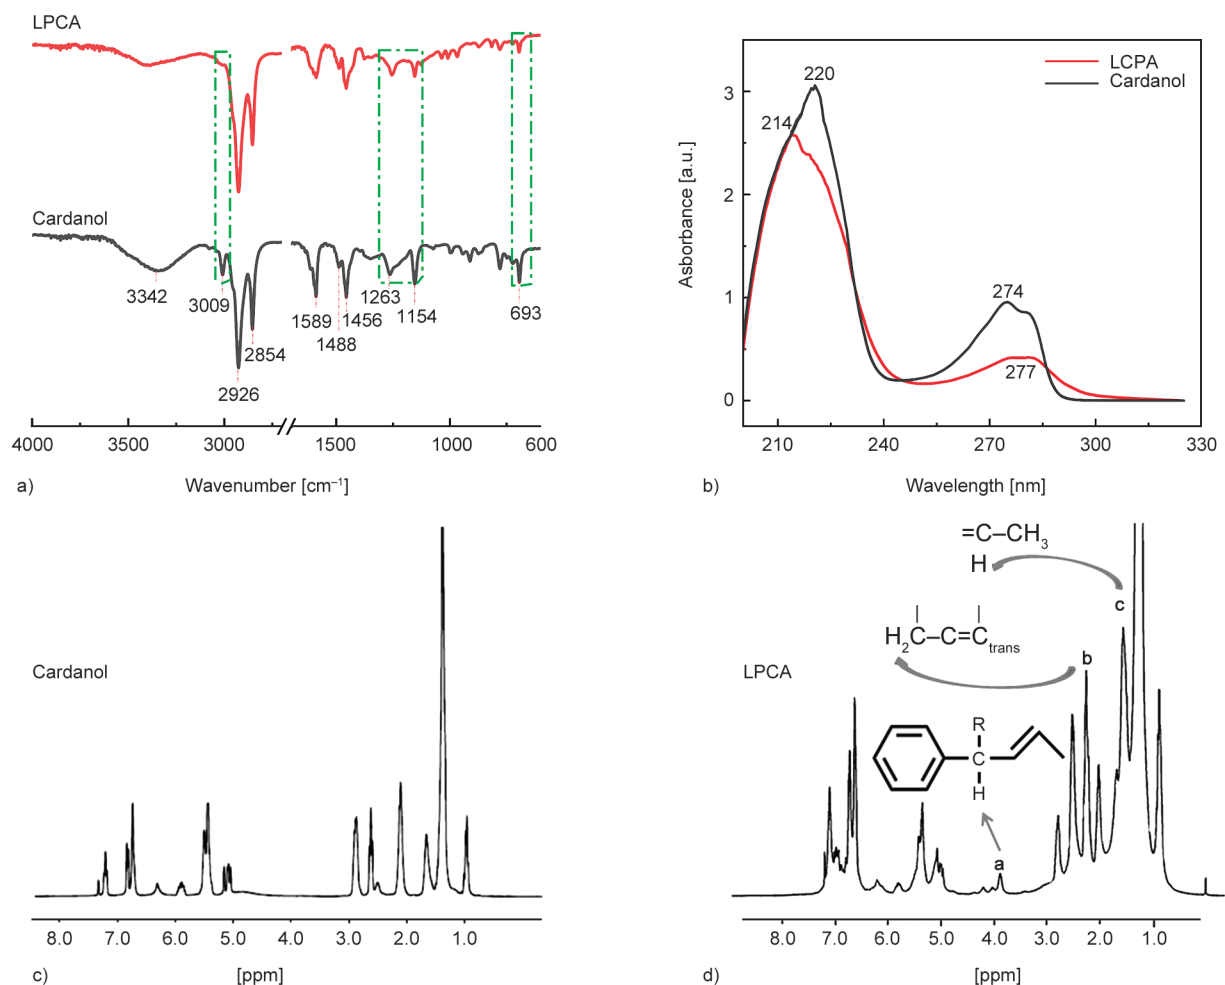 LPCA
Cardanol
3342
3009
2926
2854
1589
1488
1456
1263
1154
693
4000 3500 3000 2500 1500 1000 600
a) Wavenumber [cm⁻¹]
LCPA
Cardanol
220
214
274
277
3
2
1
0
Asborbance [a.u.]
210 240 270 300 330
b) Wavelength [nm]
Cardanol
8.0 7.0 6.0 5.0 4.0 3.0 2.0 1.0
c) [ppm]
=C–CH₃
H
c
H₂C–C=C trans
b
LPCA
R
C
H
a
8.0 7.0 6.0 5.0 4.0 3.0 2.0 1.0
d) [ppm]